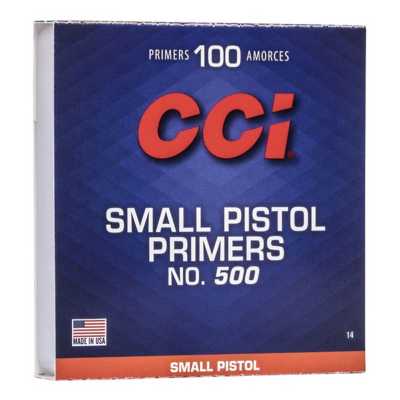 PRIMERS 100 AMORCES
CCI
SMALL PISTOL
PRIMERS
NO. 500
MADE IN USA
14
SMALL PISTOL